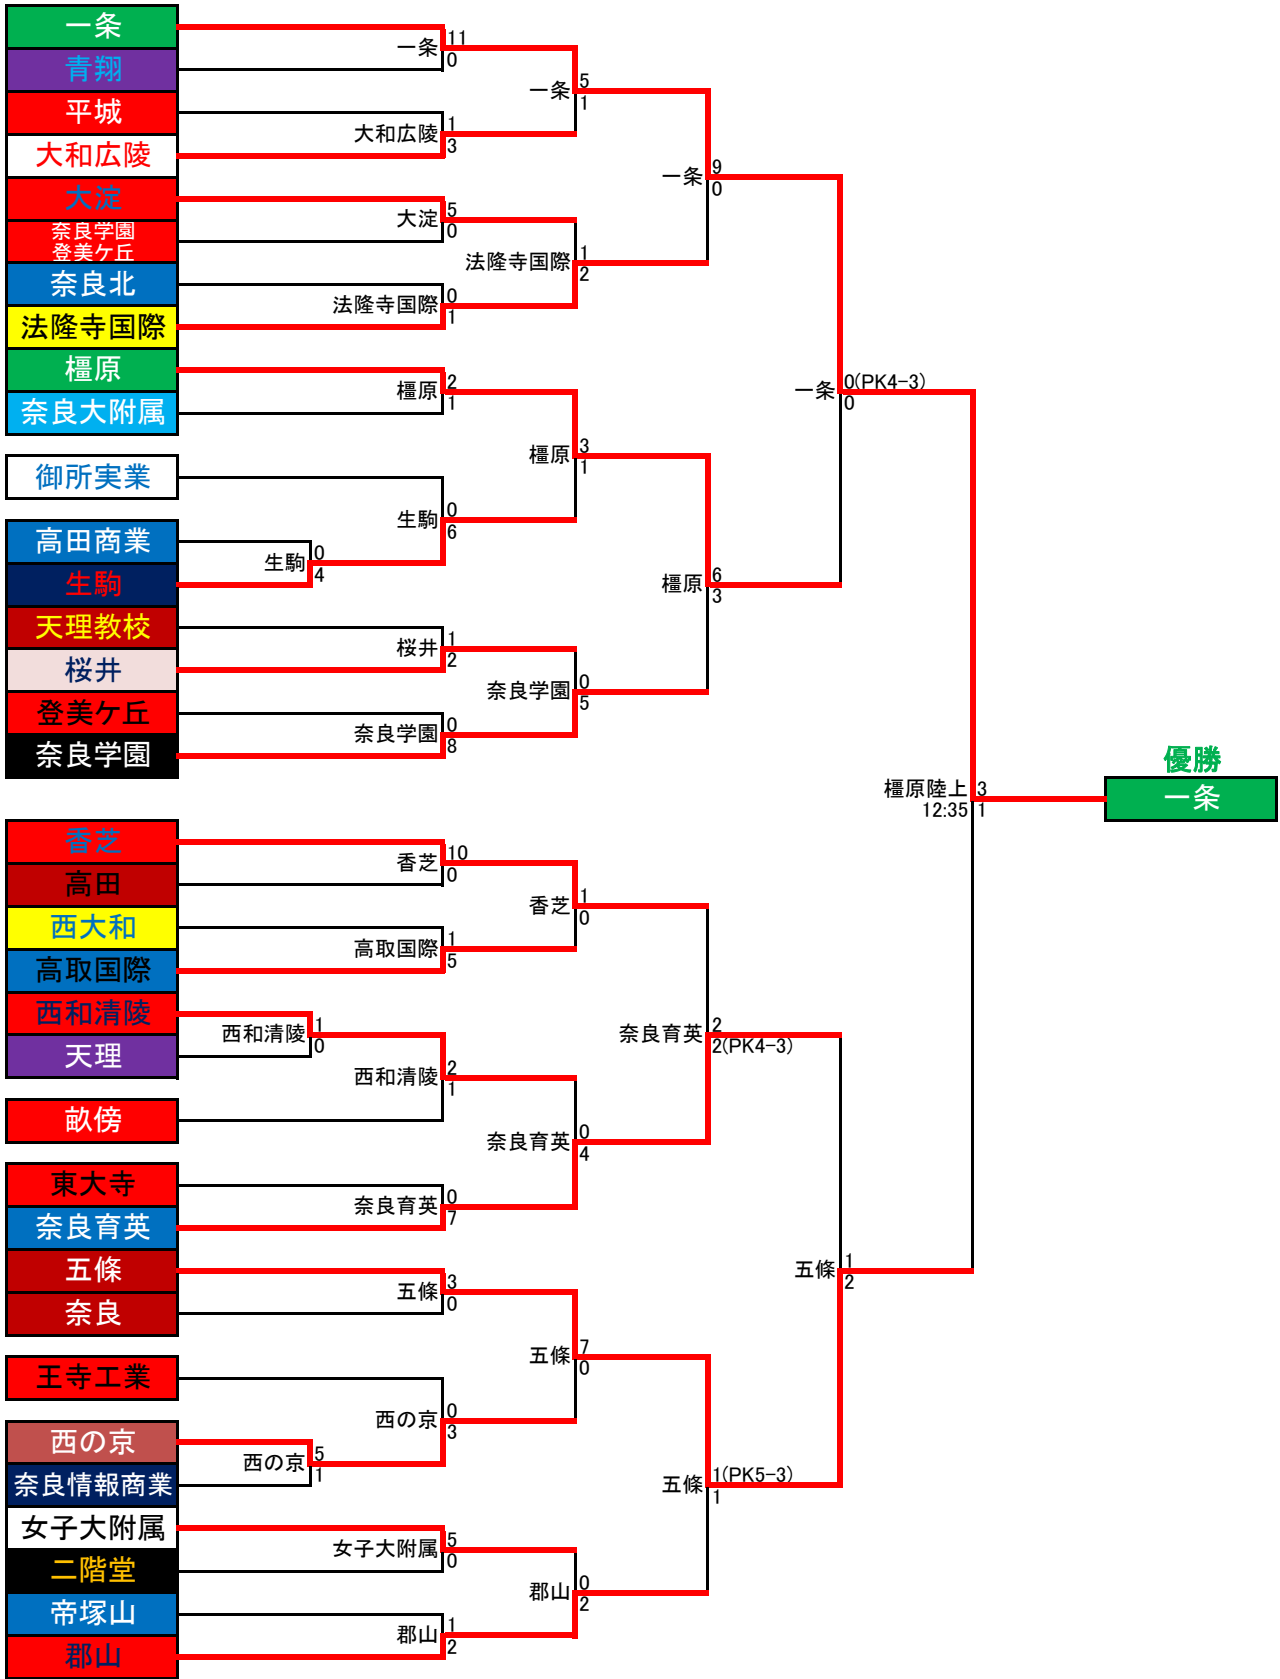 一条
青翔
平城
大和広陵
大淀
奈良学園
登美ケ丘
奈良北
法隆寺国際
橿原
奈良大附属
御所実業
高田商業
生駒
天理教校
桜井
登美ケ丘
奈良学園
香芝
高田
西大和
高取国際
西和清陵
天理
畝傍
東大寺
奈良育英
五條
奈良
王寺工業
西の京
奈良情報商業
女子大附属
二階堂
帝塚山
郡山
生駒
0
4
西和清陵
1
0
西の京
5
1
一条
11
0
大和広陵
1
3
大淀
5
0
法隆寺国際
0
1
橿原
2
1
生駒
0
6
桜井
1
2
奈良学園
0
8
香芝
10
0
高取国際
1
5
西和清陵
2
1
奈良育英
0
7
五條
3
0
西の京
0
3
女子大附属
5
0
郡山
1
2
一条
5
1
法隆寺国際
1
2
橿原
3
1
奈良学園
0
5
香芝
1
0
奈良育英
0
4
五條
7
0
郡山
0
2
一条
9
0
橿原
6
3
奈良育英
2
2(PK4-3)
五條
1(PK5-3)
1
一条
0(PK4-3)
0
五條
1
2
橿原陸上
12:35
3
1
優勝
一条